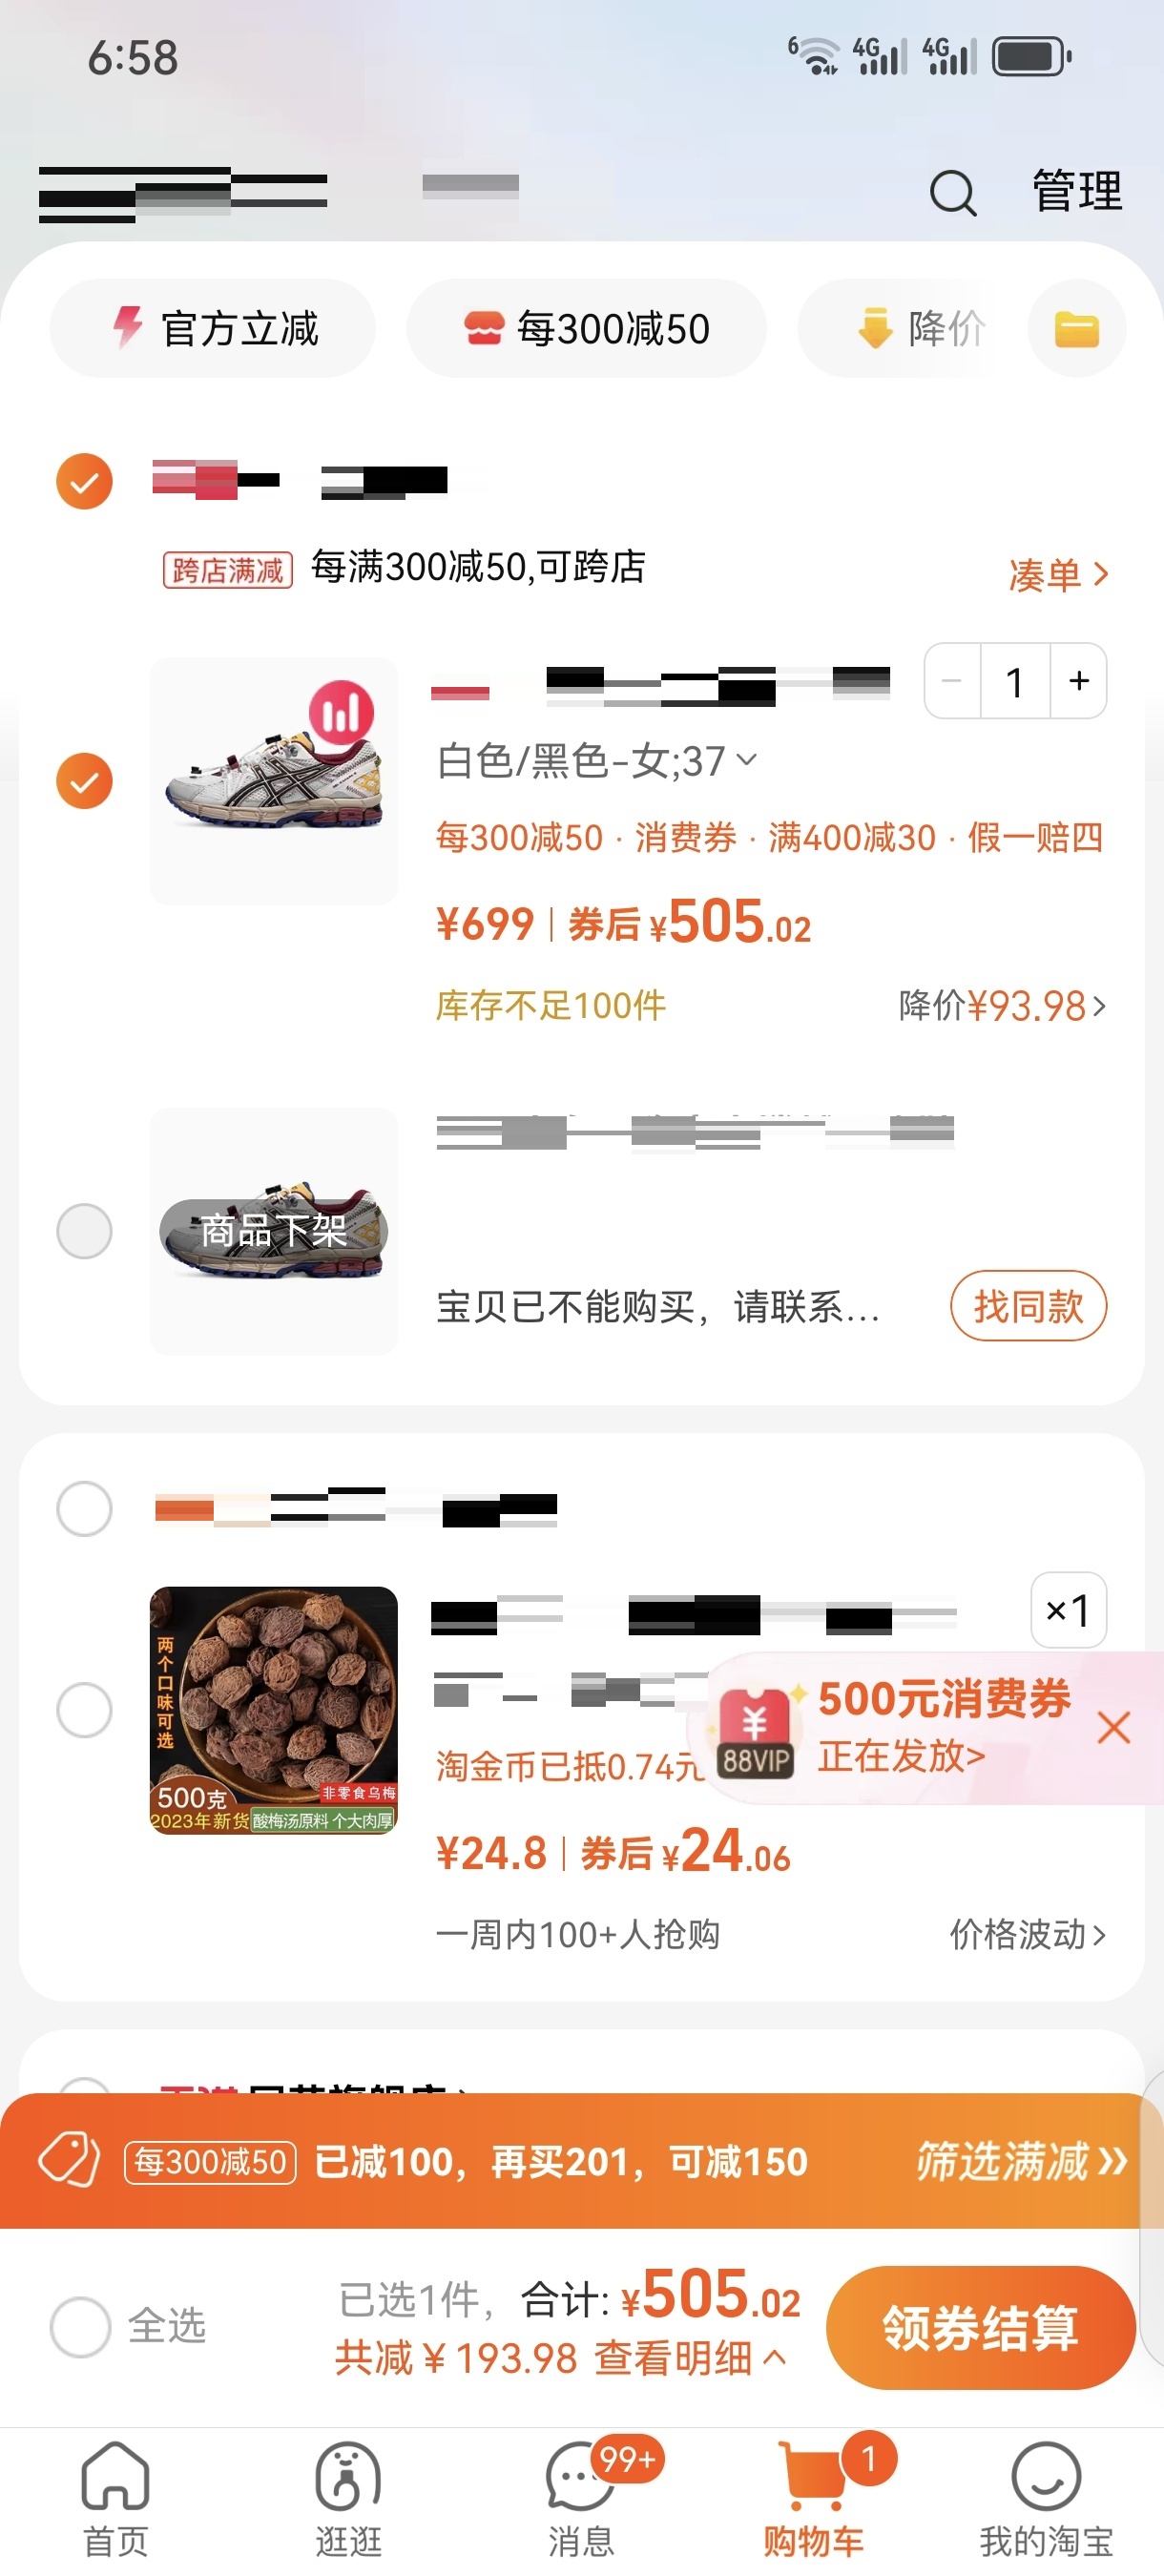 6:58
6 4G 4G
管理
官方立减
每300减50
降价
跨店满减 每满300减50,可跨店
凑单
1
白色/黑色-女;37
每300减50 · 消费券 · 满400减30 · 假一赔四
¥699 券后 ¥505.02
库存不足100件
降价¥93.98
商品下架
宝贝已不能购买，请联系...
找同款
×1
两个口味可选
500克
非零食乌梅
2023年新货 酸梅汤原料 个大肉厚
88VIP
500元消费券
正在发放>
淘金币已抵0.74元
¥24.8 券后 ¥24.06
一周内100+人抢购
价格波动
每300减50 已减100，再买201，可减150
筛选满减
全选
已选1件，合计: ¥505.02
共减 ¥ 193.98 查看明细
领券结算
99+
1
首页
逛逛
消息
购物车
我的淘宝